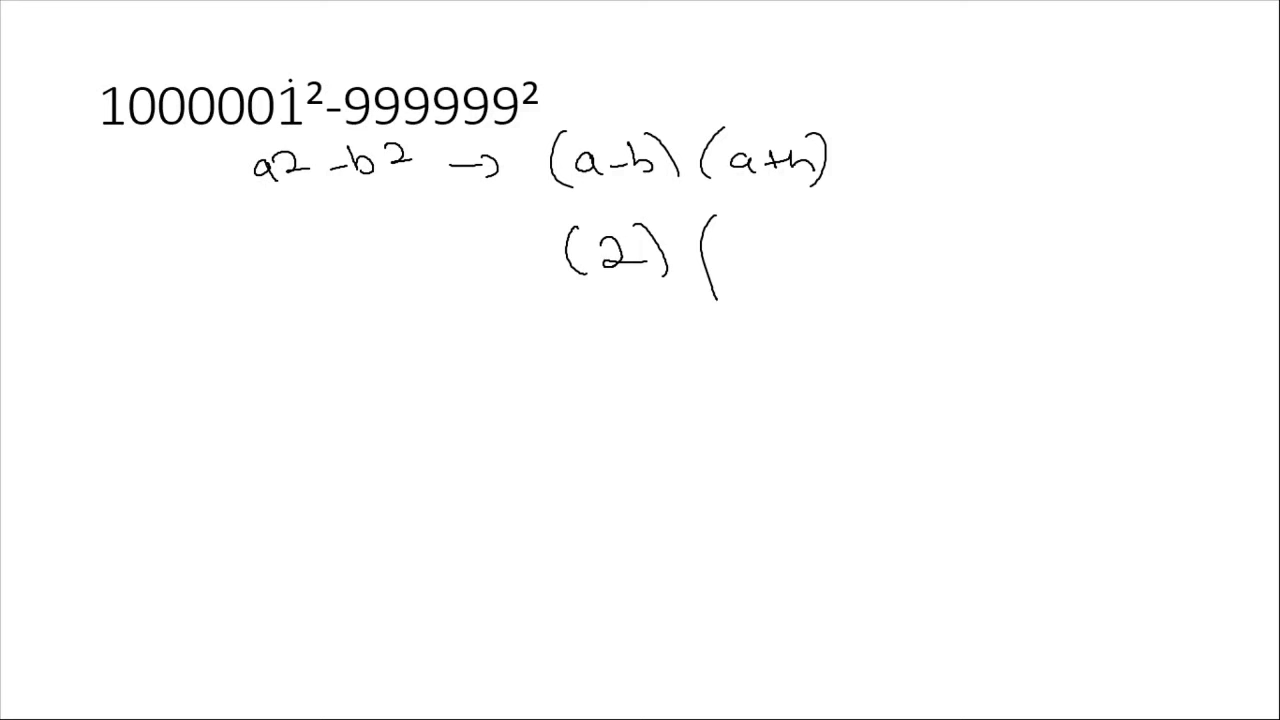 1000001²-999999²
a2 -b2 → (a-b) (a+b)
(2) (